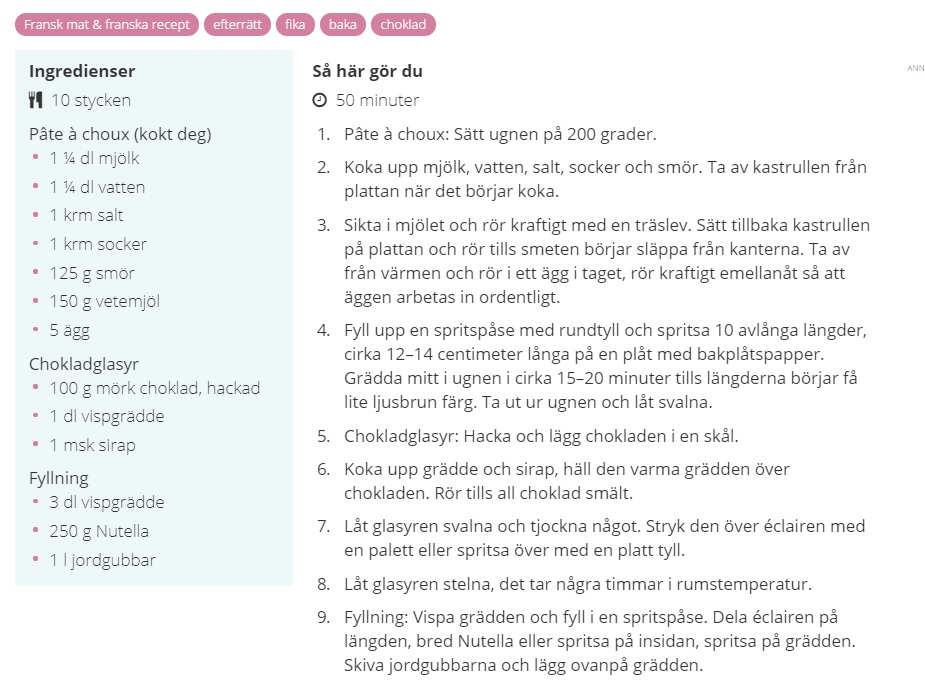 Fransk mat & franska recept efterrätt fika baka choklad
Ingredienser
10 stycken
Pâte à choux (kokt deg)
1 ¼ dl mjölk
1 ¼ dl vatten
1 krm salt
1 krm socker
125 g smör
150 g vetemjöl
5 ägg
Chokladglasyr
100 g mörk choklad, hackad
1 dl vispgrädde
1 msk sirap
Fyllning
3 dl vispgrädde
250 g Nutella
1 l jordgubbar
Så här gör du
50 minuter
1. Pâte à choux: Sätt ugnen på 200 grader.
2. Koka upp mjölk, vatten, salt, socker och smör. Ta av kastrullen från
plattan när det börjar koka.
3. Sikta i mjölet och rör kraftigt med en träslev. Sätt tillbaka kastrullen
på plattan och rör tills smeten börjar släppa från kanterna. Ta av
från värmen och rör i ett ägg i taget, rör kraftigt emellanåt så att
äggen arbetas in ordentligt.
4. Fyll upp en spritspåse med rundtyll och spritsa 10 avlånga längder,
cirka 12–14 centimeter långa på en plåt med bakplåtspapper.
Grädda mitt i ugnen i cirka 15–20 minuter tills längderna börjar få
lite ljusbrun färg. Ta ut ur ugnen och låt svalna.
5. Chokladglasyr: Hacka och lägg chokladen i en skål.
6. Koka upp grädde och sirap, häll den varma grädden över
chokladen. Rör tills all choklad smält.
7. Låt glasyren svalna och tjockna något. Stryk den över éclairen med
en palett eller spritsa över med en platt tyll.
8. Låt glasyren stelna, det tar några timmar i rumstemperatur.
9. Fyllning: Vispa grädden och fyll i en spritspåse. Dela éclairen på
längden, bred Nutella eller spritsa på insidan, spritsa på grädden.
Skiva jordgubbarna och lägg ovanpå grädden.
ANN